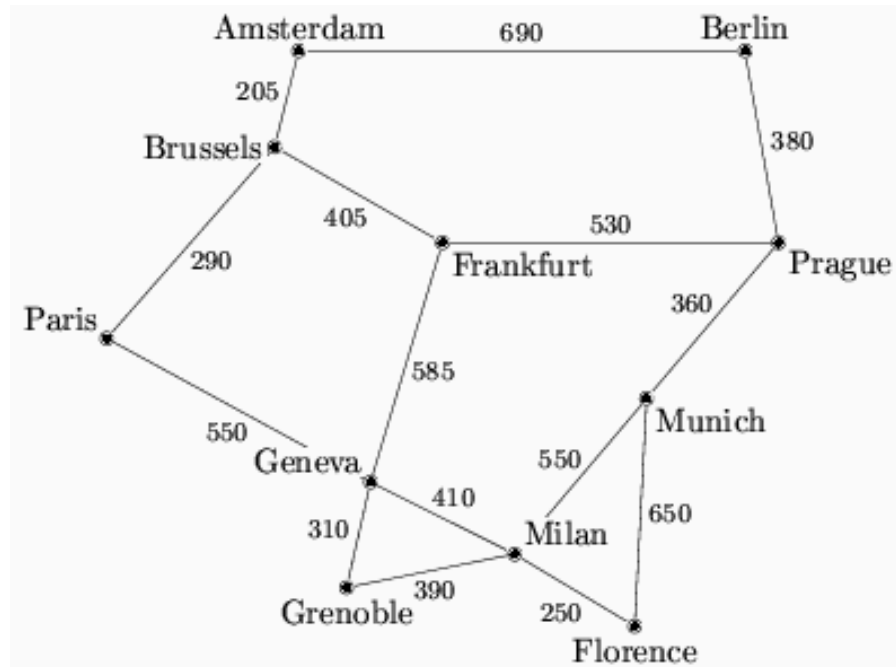 Amsterdam
690
Berlin
205
Brussels
380
405
530
290
Frankfurt
Prague
Paris
360
585
Munich
550
Geneva
550
410
650
310
Milan
390
Grenoble
250
Florence